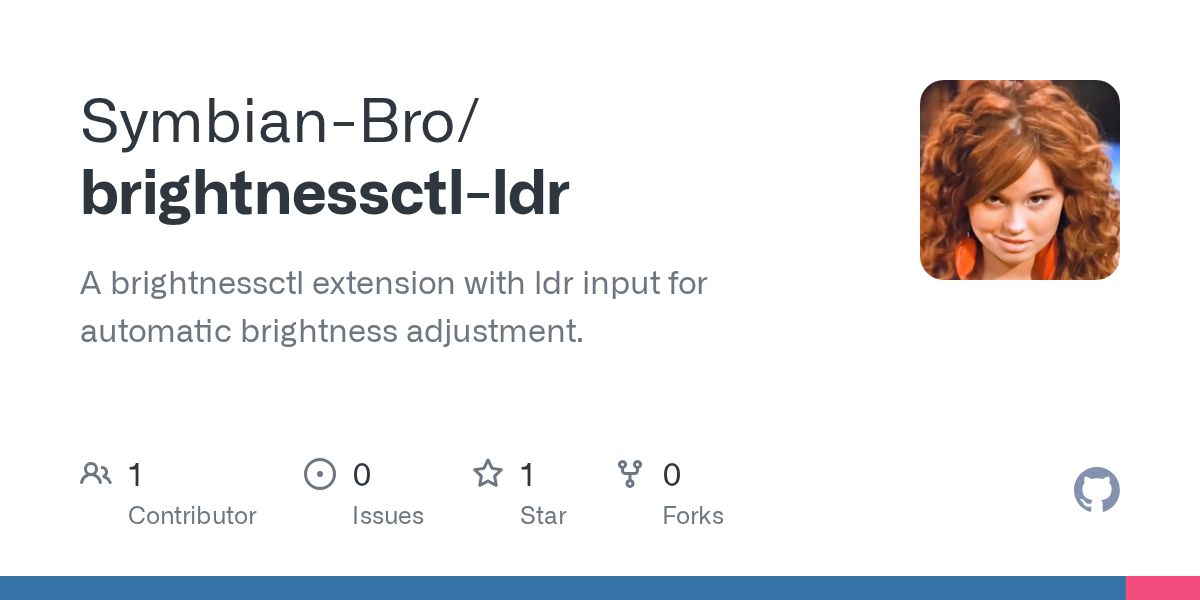 Symbian-Bro/
brightnessctl-ldr
A brightnessctl extension with ldr input for
automatic brightness adjustment.
1
Contributor
0
Issues
1
Star
0
Forks